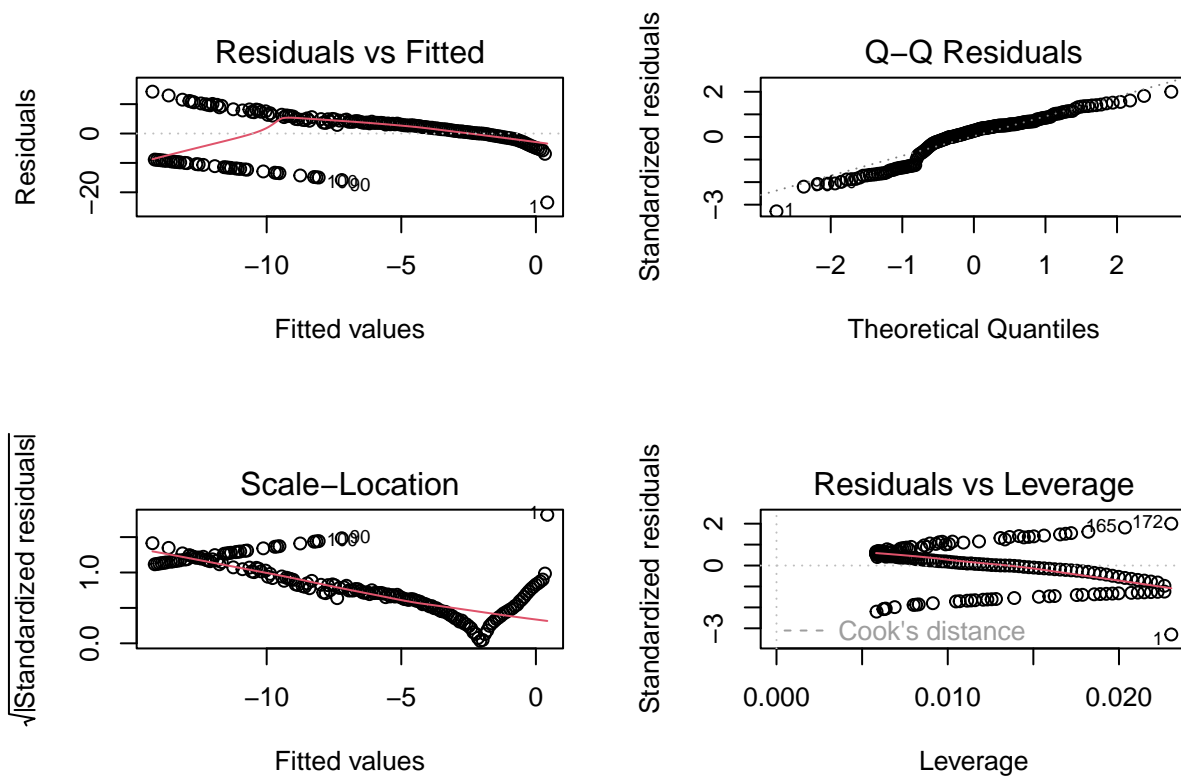 Residuals vs Fitted
Residuals
0
−20
1
−10
−5
0
Fitted values
Q−Q Residuals
Standardized residuals
2
0
−3
1
−2
−1
0
1
2
Theoretical Quantiles
Scale−Location
√|Standardized residuals|
1.0
0.0
1
−10
−5
0
Fitted values
Residuals vs Leverage
Standardized residuals
2
0
−3
165
172
1
Cook's distance
0.000
0.010
0.020
Leverage